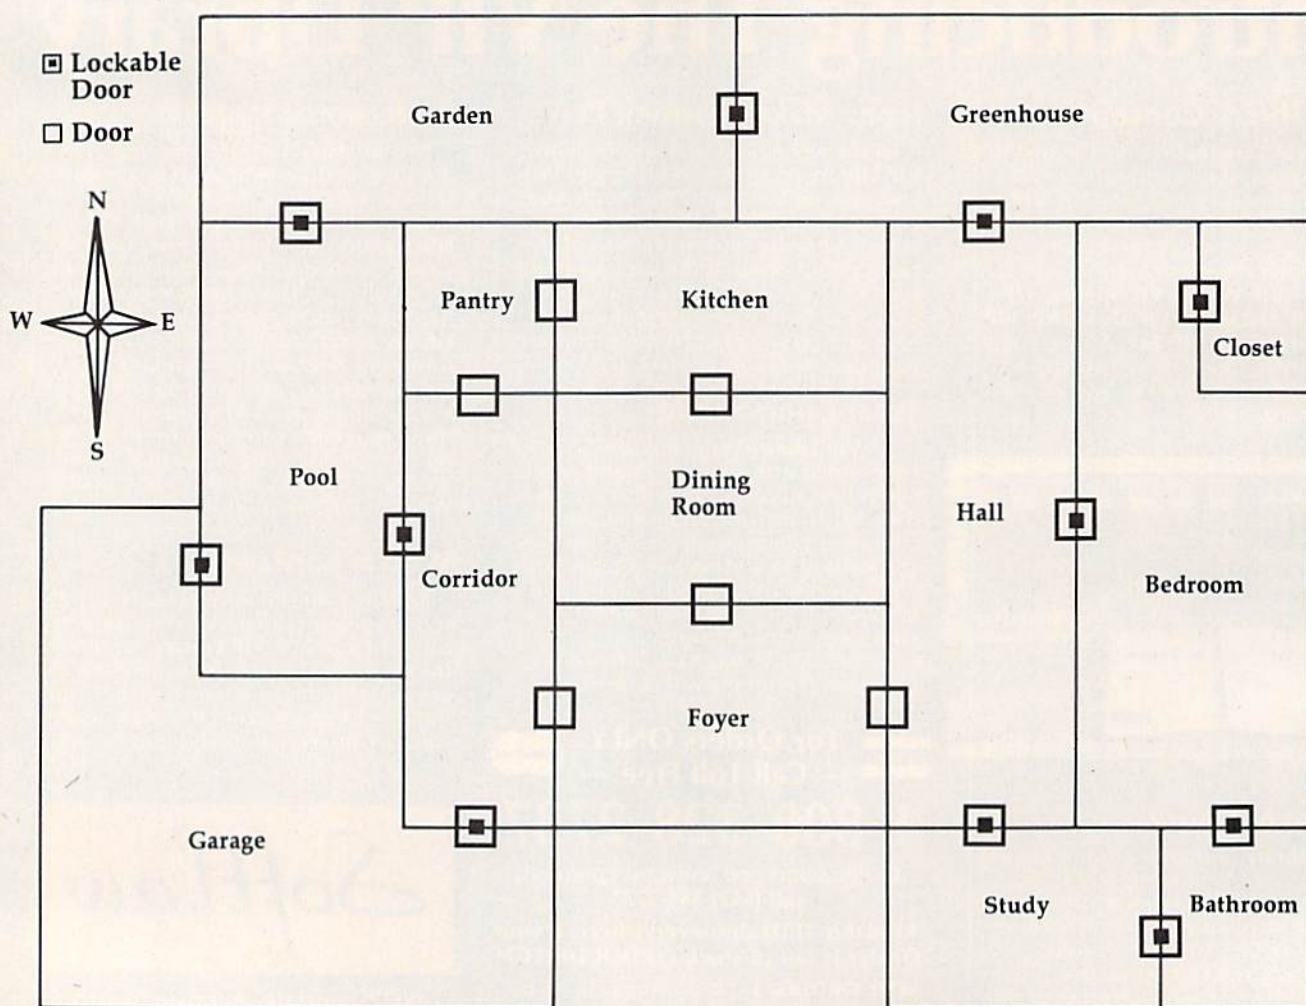 Lockable
Door
Door
N
W
E
S
Garden
Greenhouse
Pantry
Kitchen
Closet
Pool
Dining
Room
Hall
Corridor
Bedroom
Foyer
Garage
Study
Bathroom